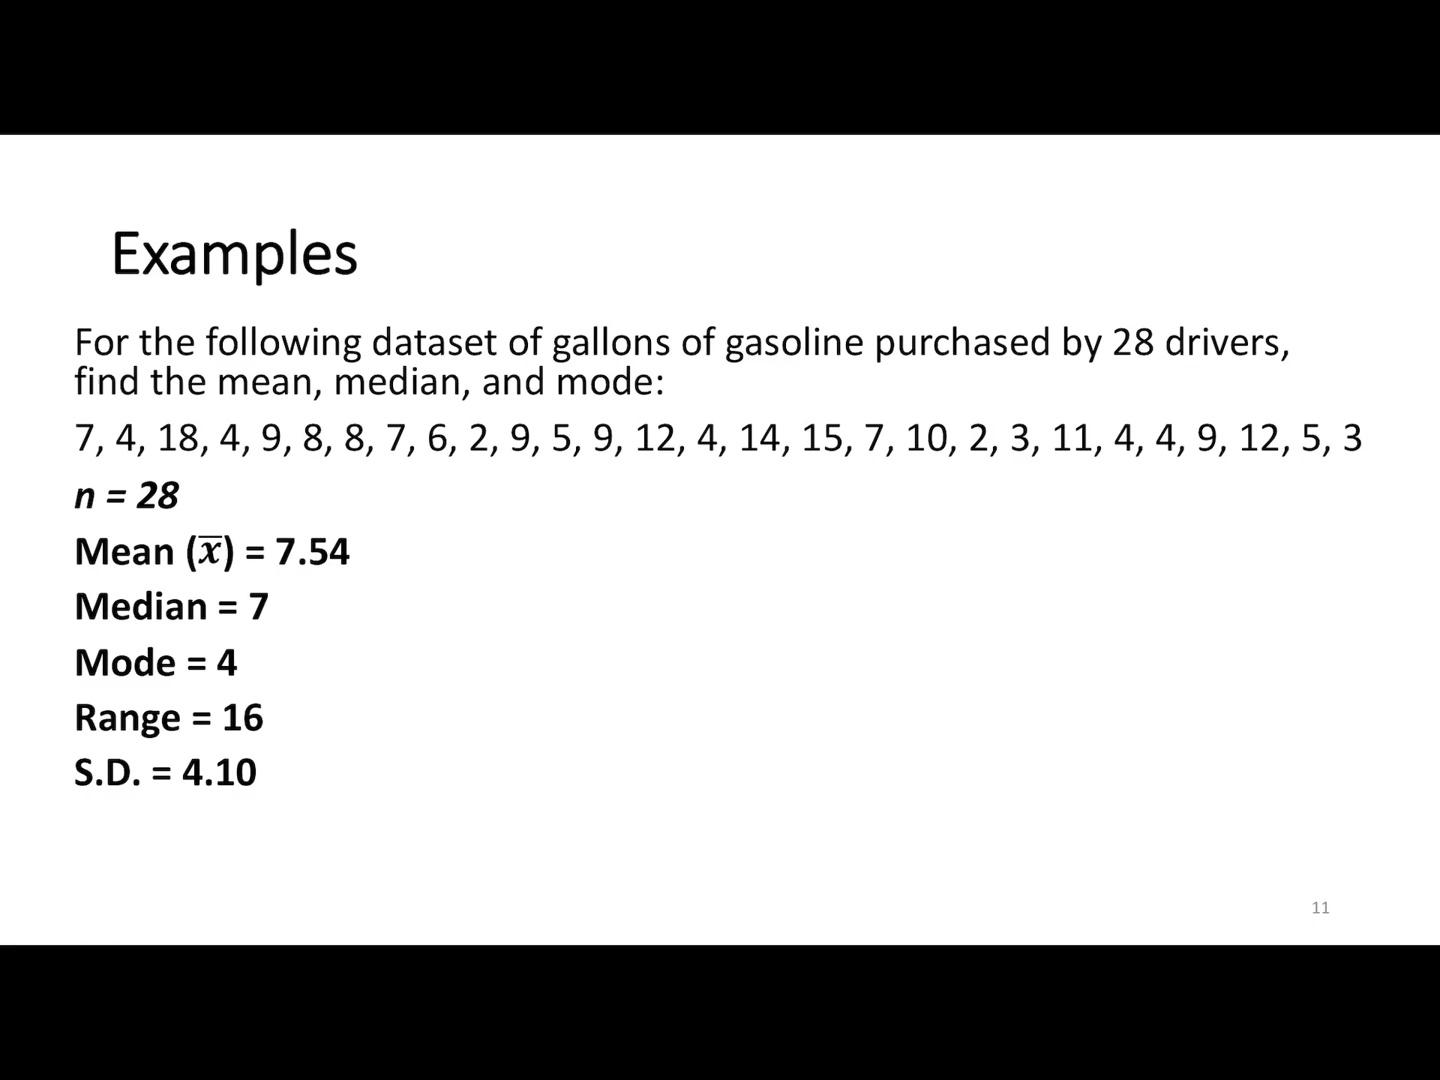 Examples
For the following dataset of gallons of gasoline purchased by 28 drivers,
find the mean, median, and mode:
7, 4, 18, 4, 9, 8, 8, 7, 6, 2, 9, 5, 9, 12, 4, 14, 15, 7, 10, 2, 3, 11, 4, 4, 9, 12, 5, 3
n = 28
Mean (x̅) = 7.54
Median = 7
Mode = 4
Range = 16
S.D. = 4.10
11